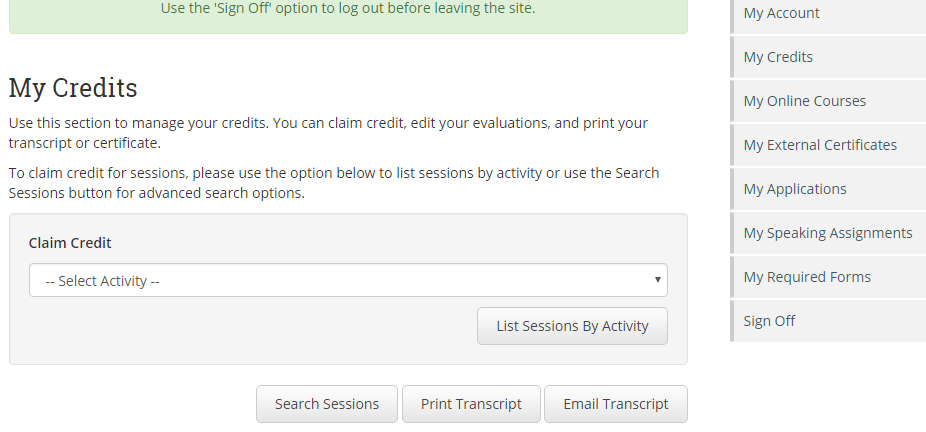 Use the 'Sign Off' option to log out before leaving the site.
My Credits
Use this section to manage your credits. You can claim credit, edit your evaluations, and print your
transcript or certificate.
To claim credit for sessions, please use the option below to list sessions by activity or use the Search
Sessions button for advanced search options.
Claim Credit
-- Select Activity --
List Sessions By Activity
Search Sessions
Print Transcript
Email Transcript
My Account
My Credits
My Online Courses
My External Certificates
My Applications
My Speaking Assignments
My Required Forms
Sign Off